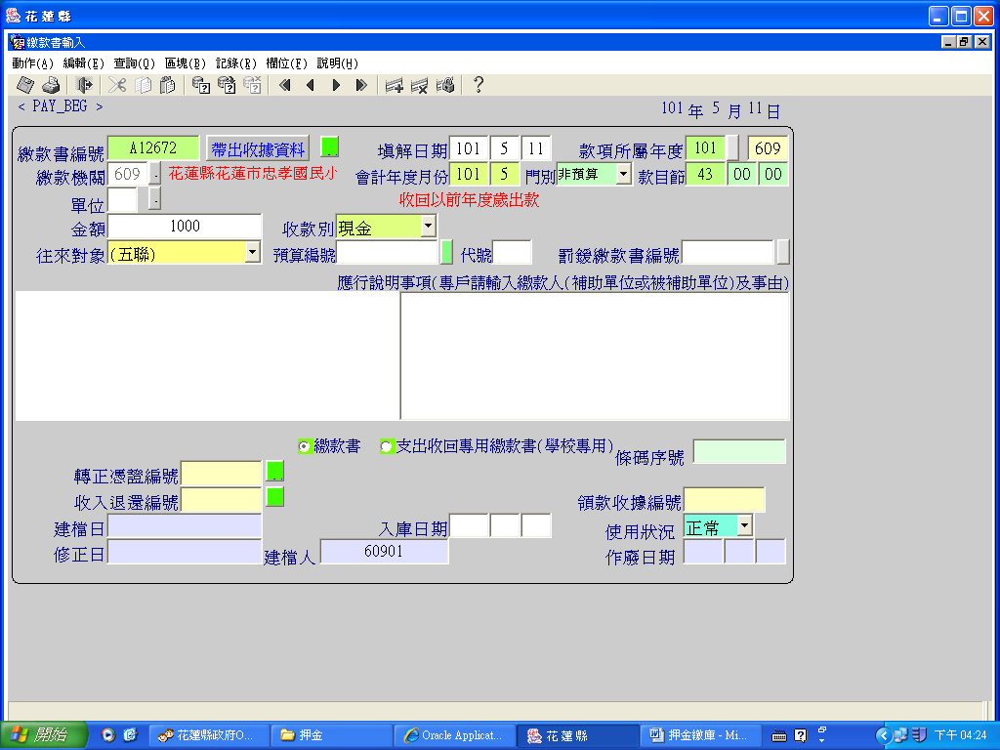 花蓮縣
繳款書輸入
動作(A) 編輯(E) 查詢(Q) 區塊(B) 記錄(R) 欄位(F) 說明(H)
< PAY_BEG > 101 年 5 月 11 日
繳款書編號 A12672 帶出收據資料 填解日期 101 5 11 款項所屬年度 101 609
繳款機關 609 花蓮縣花蓮市忠孝國民小 會計年度月份 101 5 門別 非預算 款目節 43 00 00
單位 收回以前年度歲出款
金額 1000 收款別 現金
往來對象 (五聯) 預算編號 代號 罰鍰繳款書編號
應行說明事項(專戶請輸入繳款人(補助單位或被補助單位)及事由)
繳款書 支出收回專用繳款書(學校專用) 條碼序號
轉正憑證編號
收入退還編號 領款收據編號
建檔日 入庫日期 使用狀況 正常
修正日 建檔人 60901 作廢日期
開始 花蓮縣政府O... 押金 Oracle Applicat... 花蓮縣 押金繳庫 - Mi... 下午 04:24